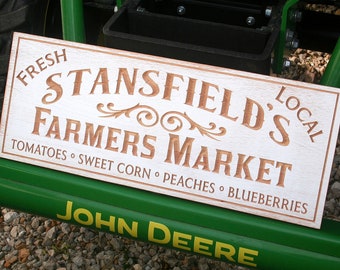 FRESH
LOCAL
STANSFIELD'S
FARMERS MARKET
TOMATOES ° SWEET CORN ° PEACHES ° BLUEBERRIES
JOHN DEERE